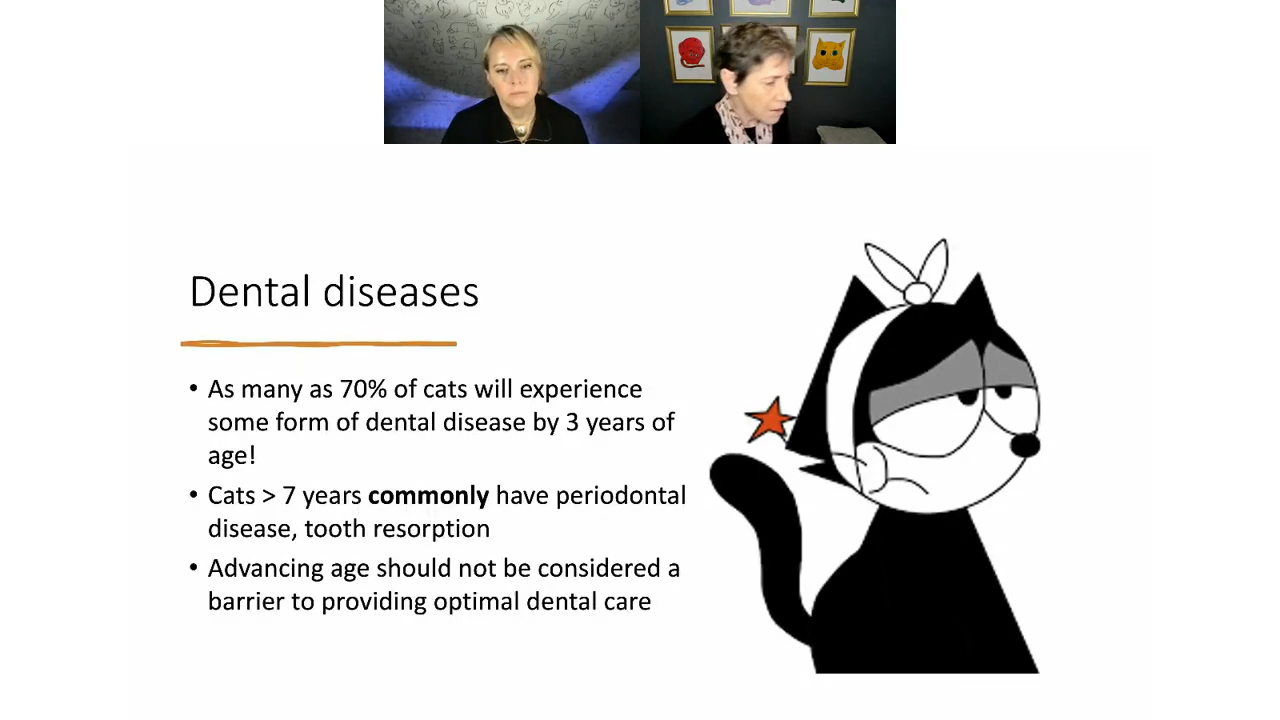 Dental diseases
• As many as 70% of cats will experience
some form of dental disease by 3 years of
age!
• Cats > 7 years commonly have periodontal
disease, tooth resorption
• Advancing age should not be considered a
barrier to providing optimal dental care